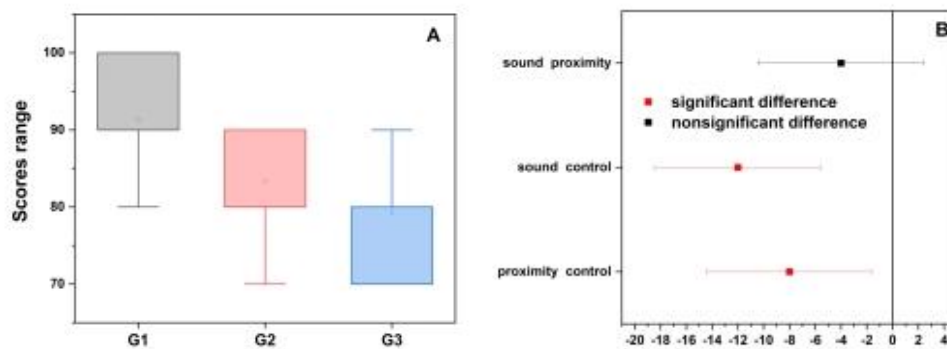 A
Scores range
100
90
80
70
G1 G2 G3
B
sound proximity
significant difference
nonsignificant difference
sound control
proximity control
-20 -18 -16 -14 -12 -10 -8 -6 -4 -2 0 2 4